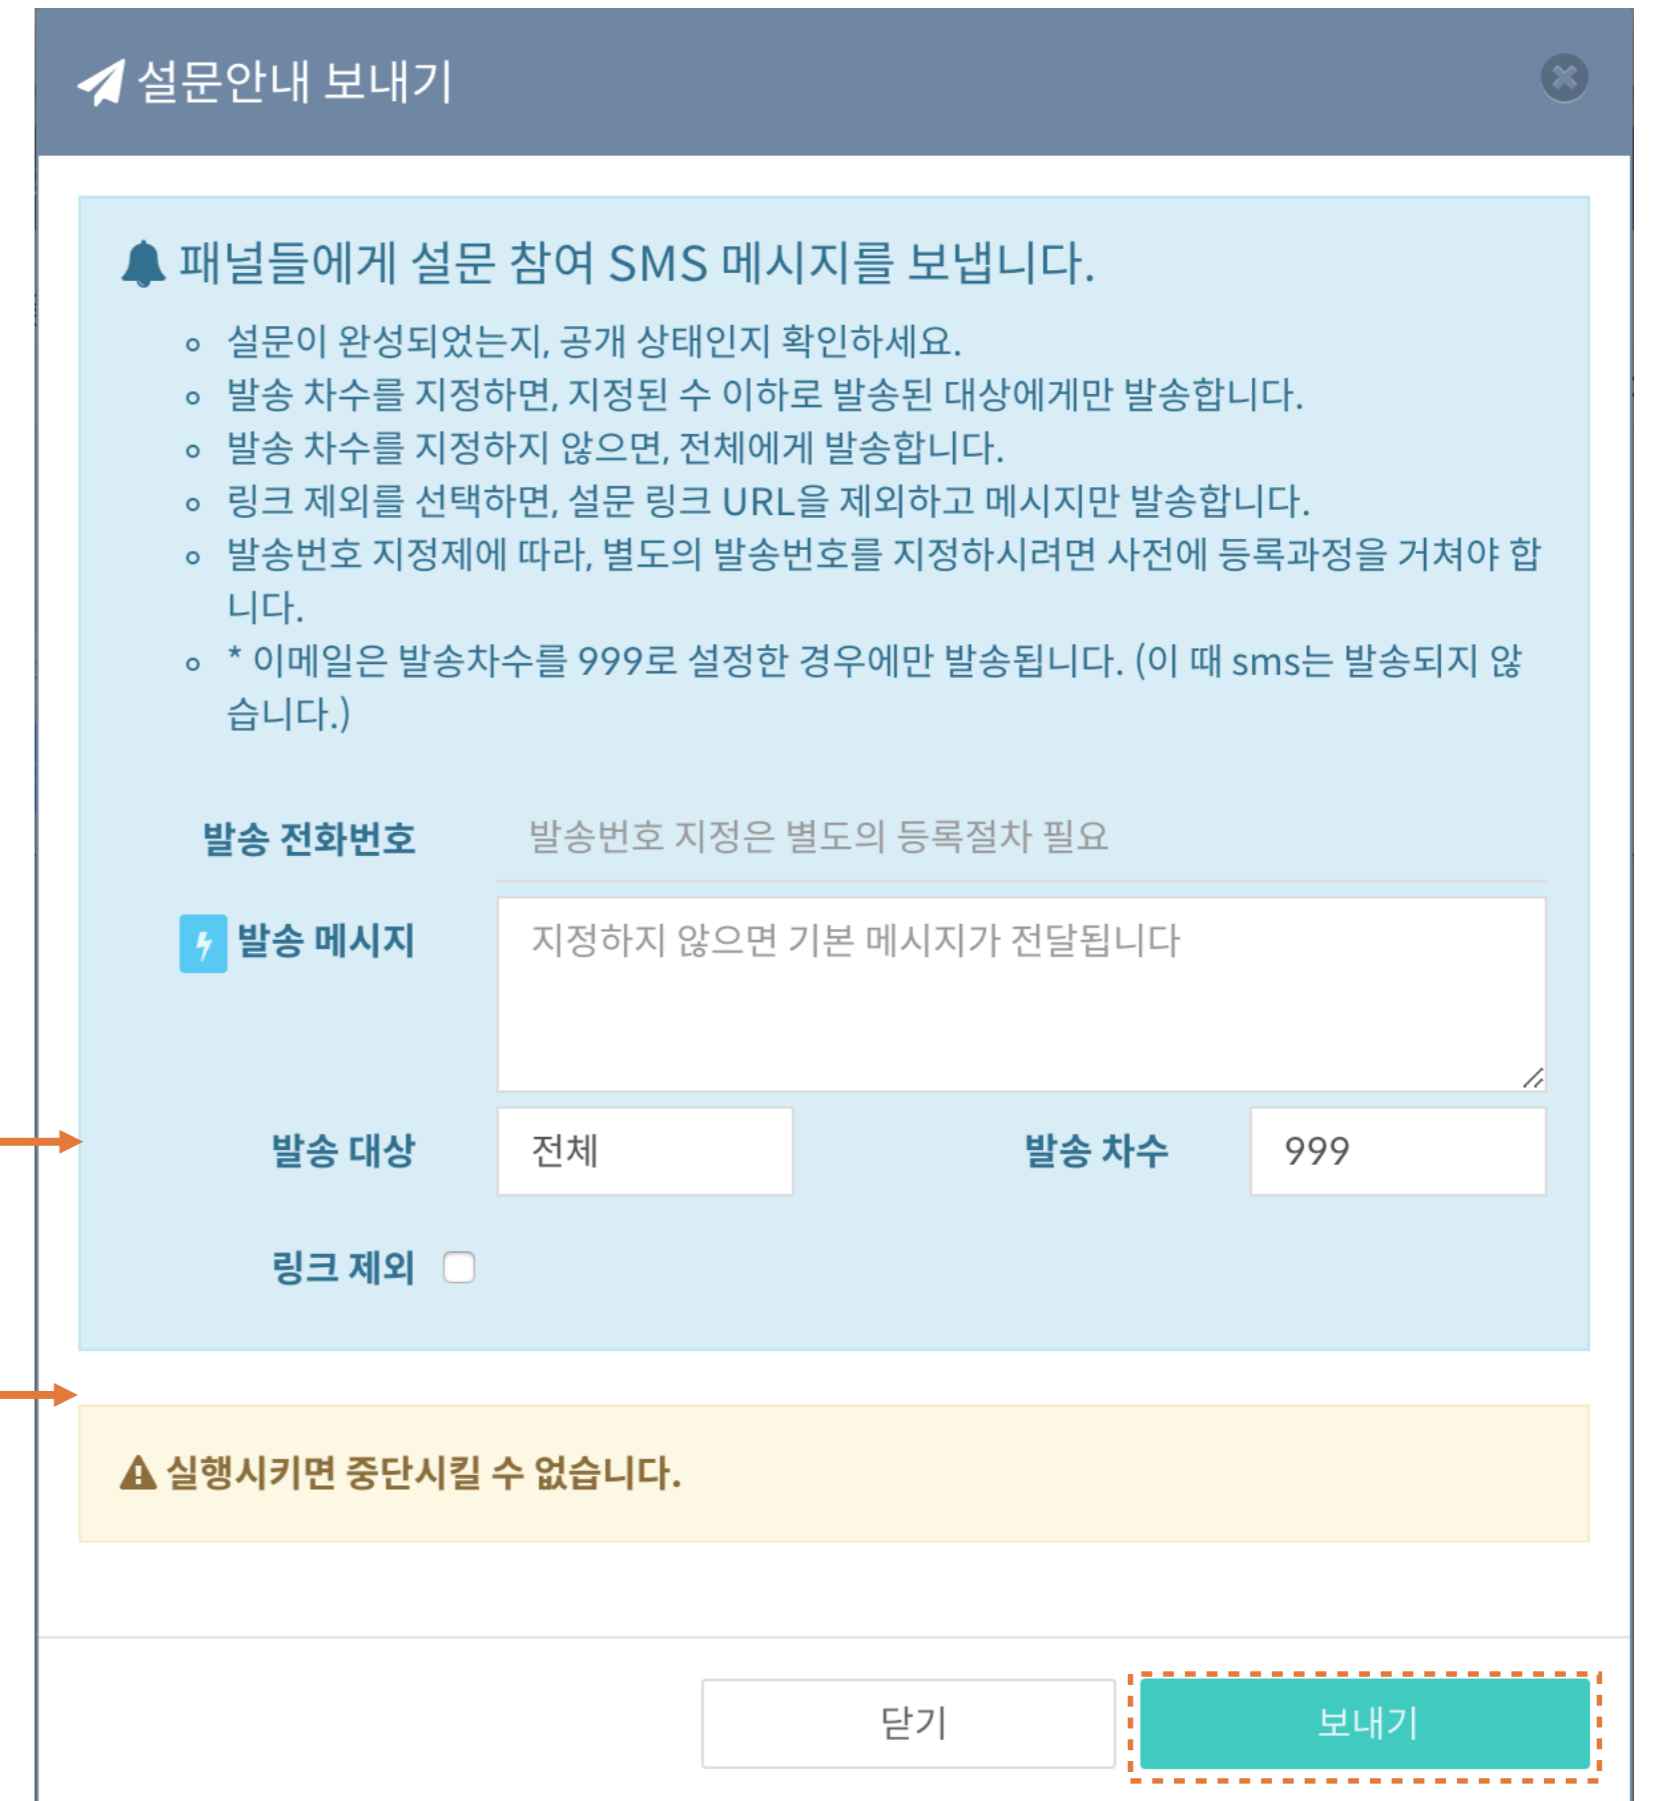 설문안내 보내기
패널들에게 설문 참여 SMS 메시지를 보냅니다.
설문이 완성되었는지, 공개 상태인지 확인하세요.
발송 차수를 지정하면, 지정된 수 이하로 발송된 대상에게만 발송합니다.
발송 차수를 지정하지 않으면, 전체에게 발송합니다.
링크 제외를 선택하면, 설문 링크 URL을 제외하고 메시지만 발송합니다.
발송번호 지정제에 따라, 별도의 발송번호를 지정하시려면 사전에 등록과정을 거쳐야 합
니다.
* 이메일은 발송차수를 999로 설정한 경우에만 발송됩니다. (이 때 sms는 발송되지 않
습니다.)
발송 전화번호 발송번호 지정은 별도의 등록절차 필요
발송 메시지 지정하지 않으면 기본 메시지가 전달됩니다
발송 대상 전체 발송 차수 999
링크 제외
실행시키면 중단시킬 수 없습니다.
닫기 보내기